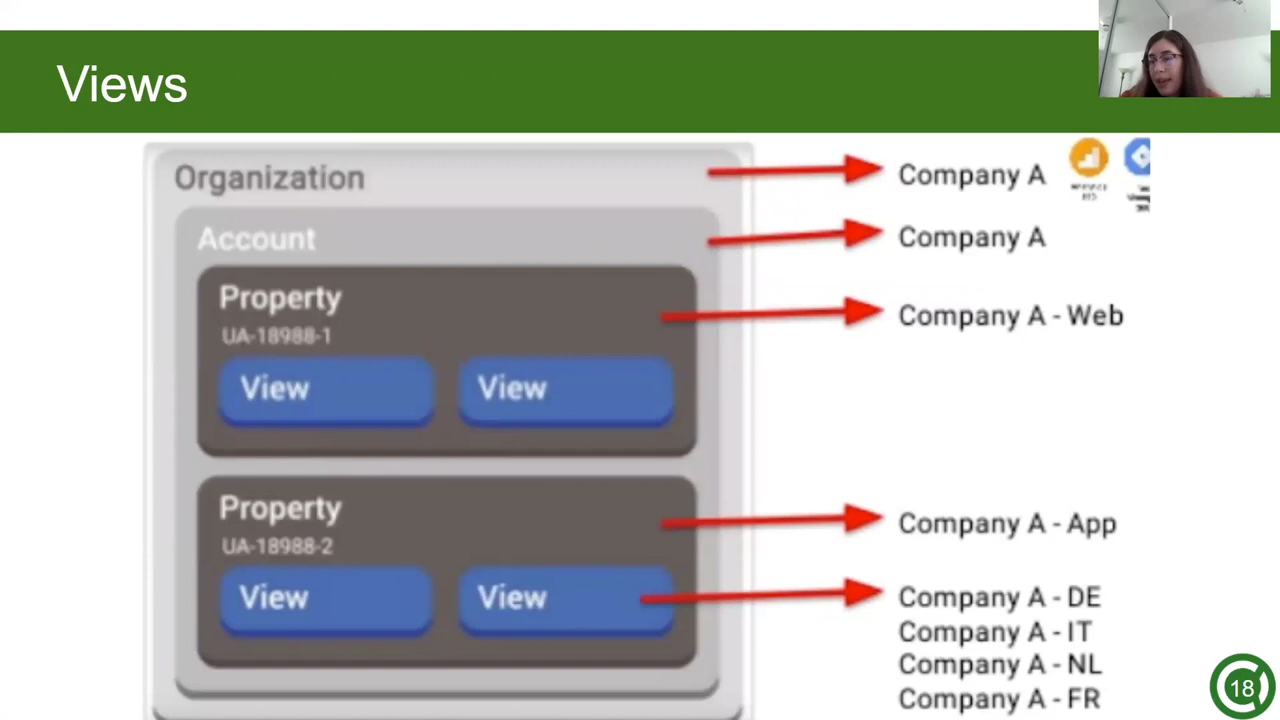 Views
Organization
Company A
Account
Company A
Property
UA-18988-1
Company A - Web
View
View
Property
UA-18988-2
Company A - App
View
View
Company A - DE
Company A - IT
Company A - NL
Company A - FR
18